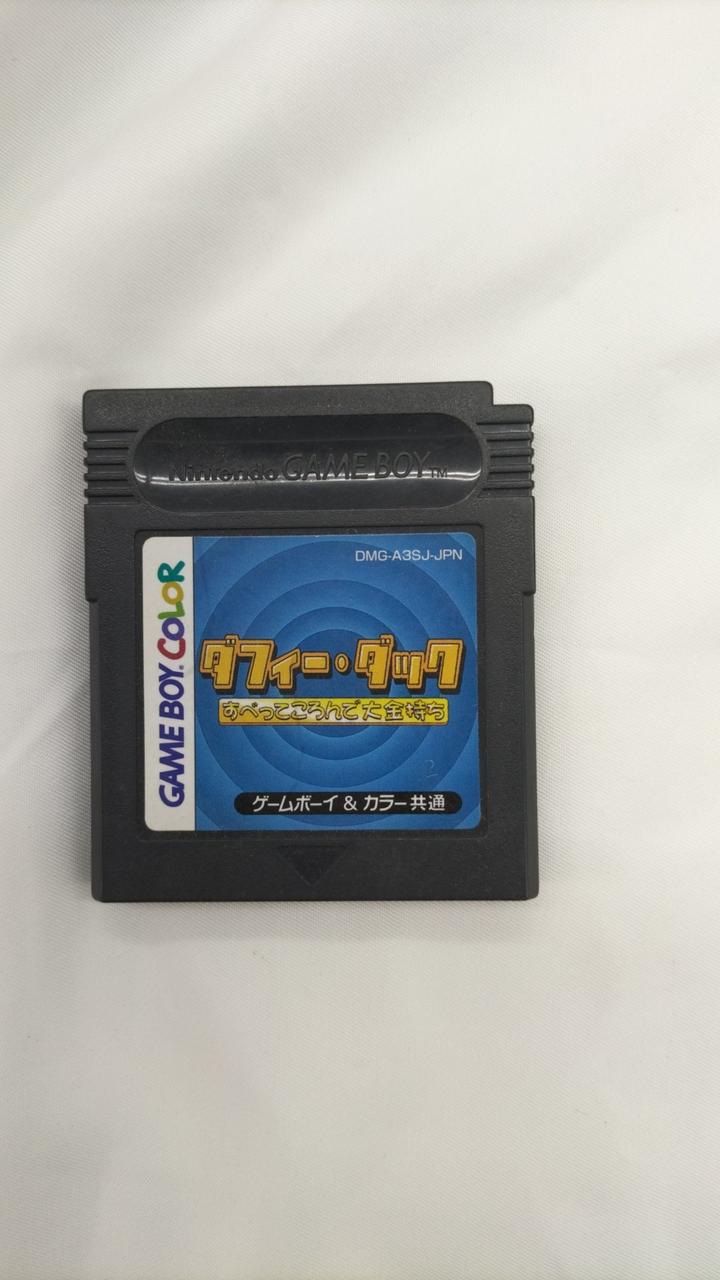 Nintendo GAME BOY TM
GAME BOY COLOR
DMG-A3SJ-JPN
ダフィー・ダック
すべってころんで大金持ち
2
ゲームボーイ & カラー共通